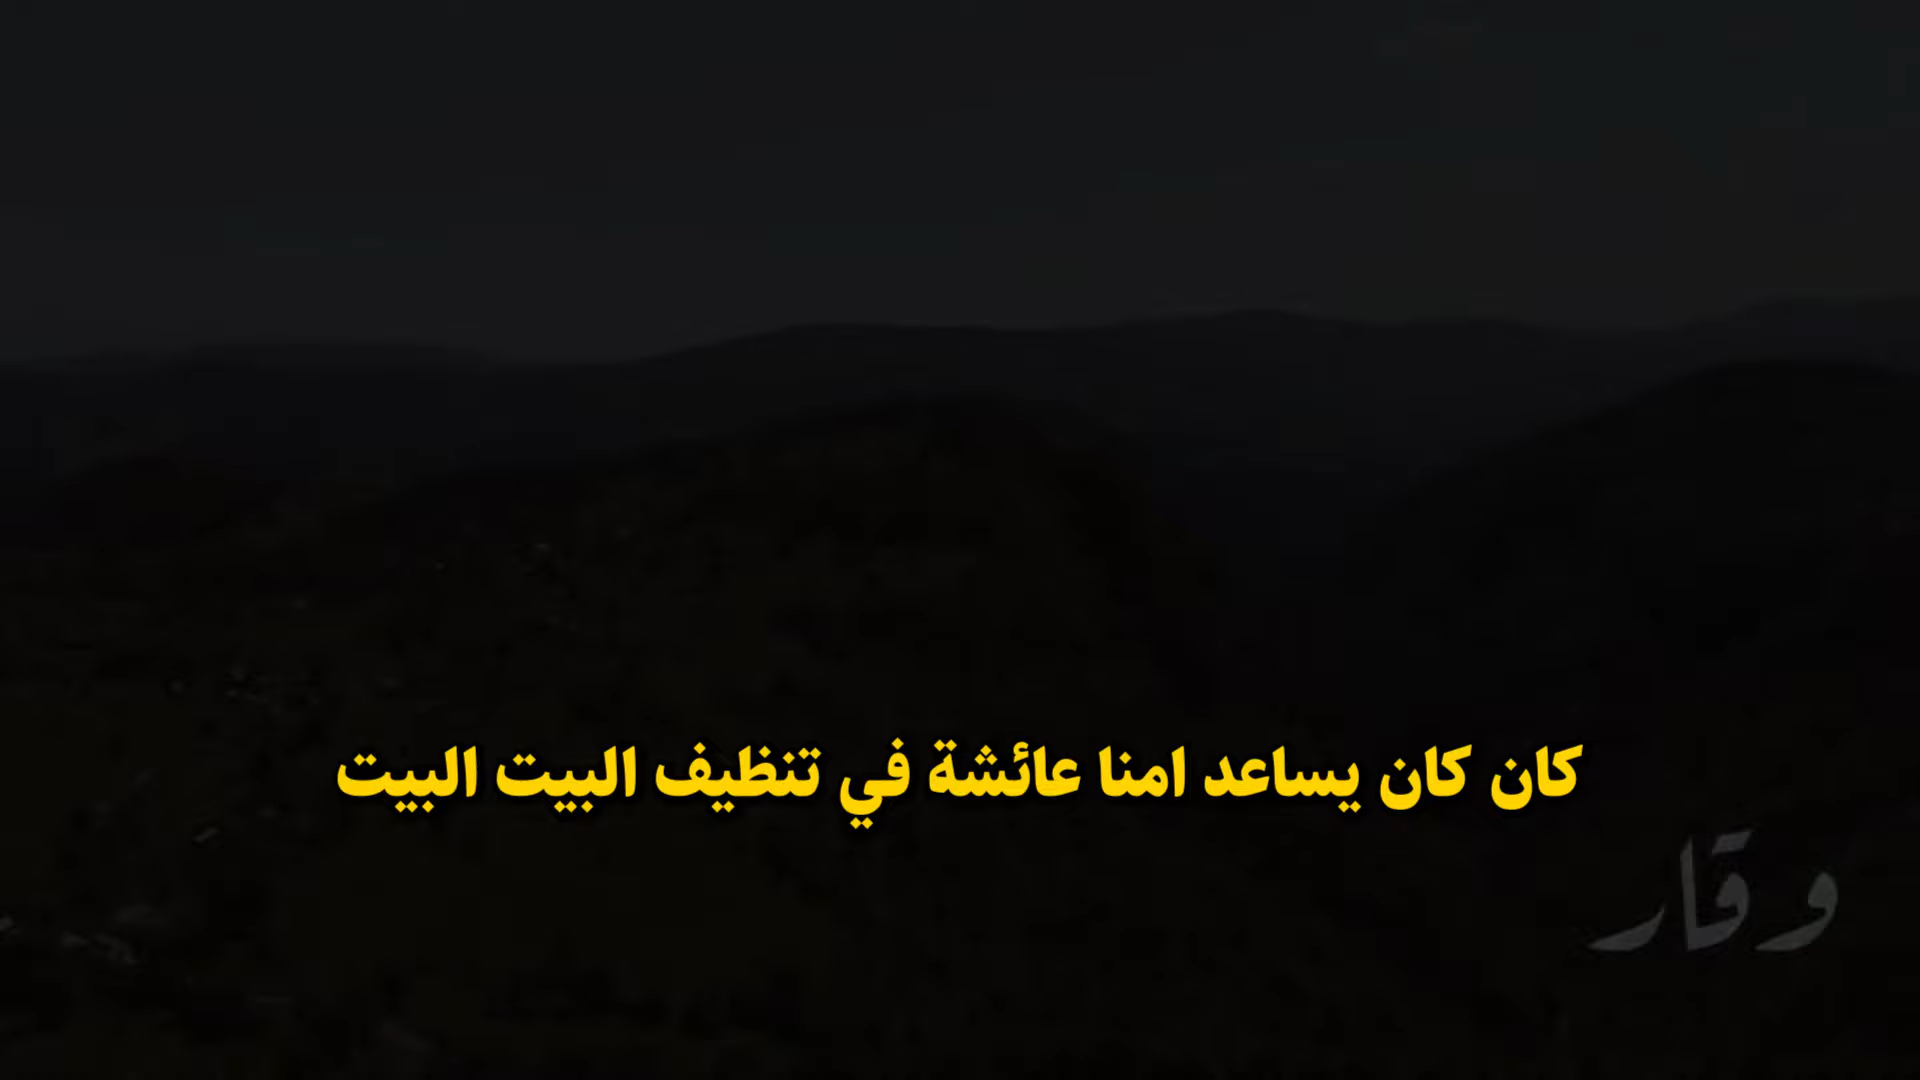 كان كان يساعد امنا عائشة في تنظيف البيت البيت
وقار